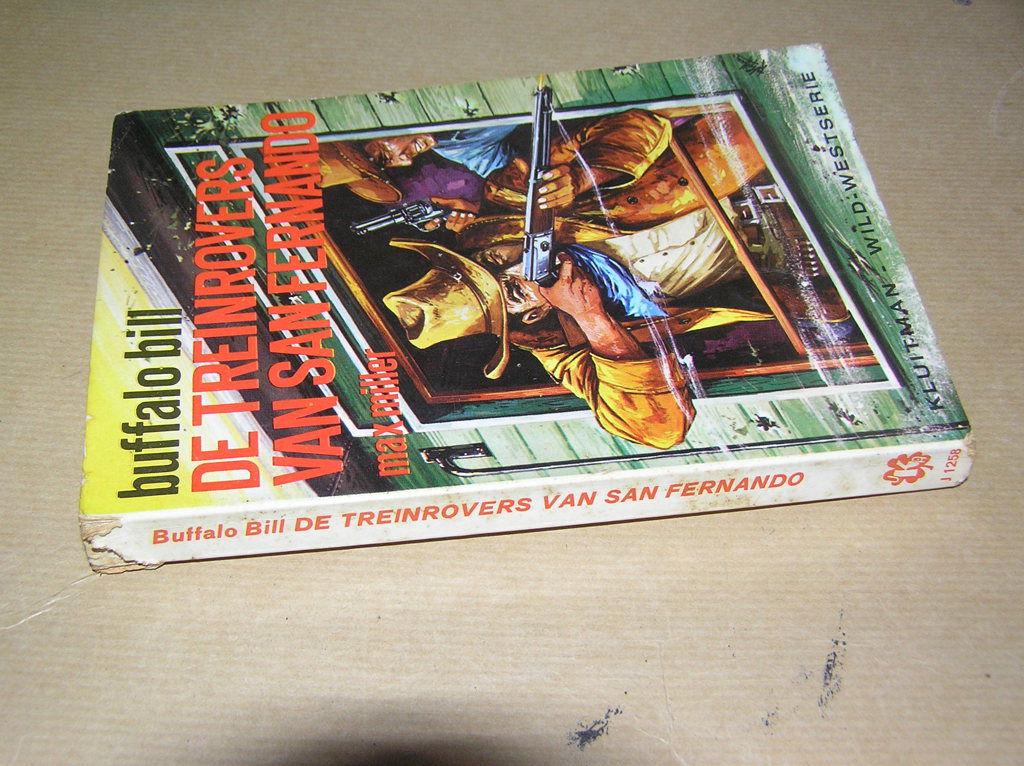 buffalo bill
DE TREINROVERS
VAN SAN FERNANDO
max miller
KLUITMAN - WILD-WESTSERIE
Buffalo Bill DE TREINROVERS VAN SAN FERNANDO
J 1258